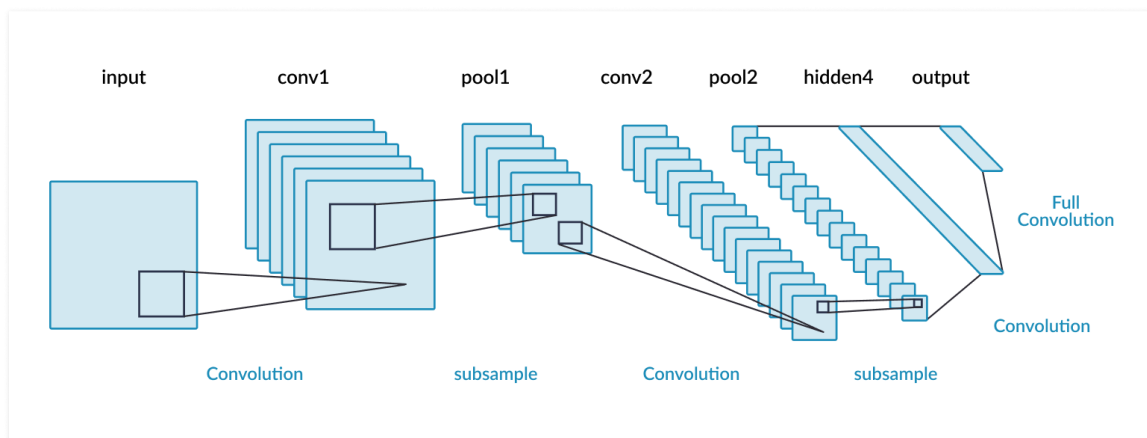 input conv1 pool1 conv2 pool2 hidden4 output
Full
Convolution
Convolution
Convolution subsample Convolution subsample